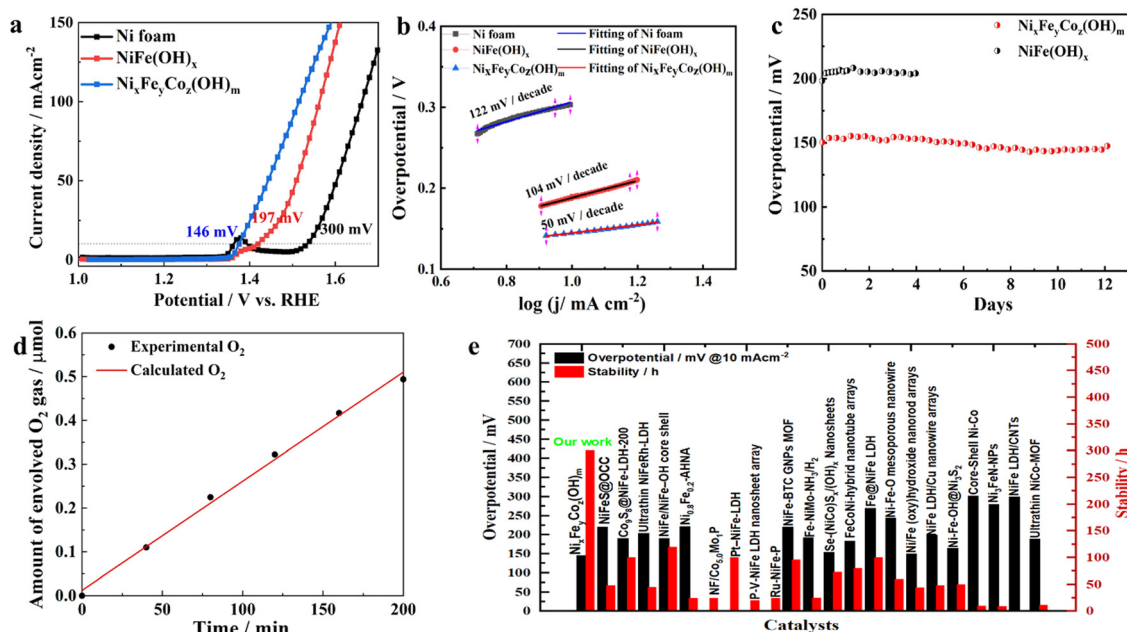 a
Current density / mAcm-2
150
100
50
0
Ni foam
NiFe(OH)x
NixFeyCoz(OH)m
146 mV
197 mV
300 mV
1.0
1.2
1.4
1.6
Potential / V vs. RHE
b
Overpotential / V
0.4
0.3
0.2
0.1
Ni foam
NiFe(OH)x
NixFeyCoz(OH)m
Fitting of Ni foam
Fitting of NiFe(OH)x
Fitting of NixFeyCoz(OH)m
122 mV / decade
104 mV / decade
50 mV / decade
0.6
0.8
1.0
1.2
1.4
log (j/ mA cm-2)
c
Overpotential / mV
250
200
150
100
50
NixFeyCoz(OH)m
NiFe(OH)x
0
2
4
6
8
10
12
Days
d
Amount of envolved O2 gas / μmol
0.6
0.5
0.4
0.3
0.2
0.1
0.0
Experimental O2
Calculated O2
0
50
100
150
200
Time / min
e
Overpotential / mV
700
650
600
550
500
450
400
350
300
250
200
150
100
50
0
Overpotential / mV @10 mAcm-2
Stability / h
Our work
NixFeyCoz(OH)m
NiFeS@OCC
Co9S8@NiFe-LDH-200
Ultrathin NiFeRh-LDH
NiFe/NiFe–OH core shell
Ni0.8Fe0.2-AHNA
NF/Co5.0Mo1P
Pt-NiFe-LDH
P-V-NiFe LDH nanosheet array
Ru-NiFe-P
NiFe-BTC GNPs MOF
Fe-NiMo-NH3/H2
Se-(NiCo)Sx/(OH)x Nanosheets
FeCoNi-hybrid nanotube arrays
Fe@NiFe LDH
Ni-Fe-O mesoporous nanowire
Ni/Fe (oxy)hydroxide nanorod arrays
NiFe LDH/Cu nanowire arrays
Ni-Fe-OH@Ni3S2
Core-Shell Ni-Co
Ni3FeN-NPs
NiFe LDH/CNTs
Ultrathin NiCo-MOF
500
450
400
350
300
250
200
150
100
50
0
Stability / h
Catalysts